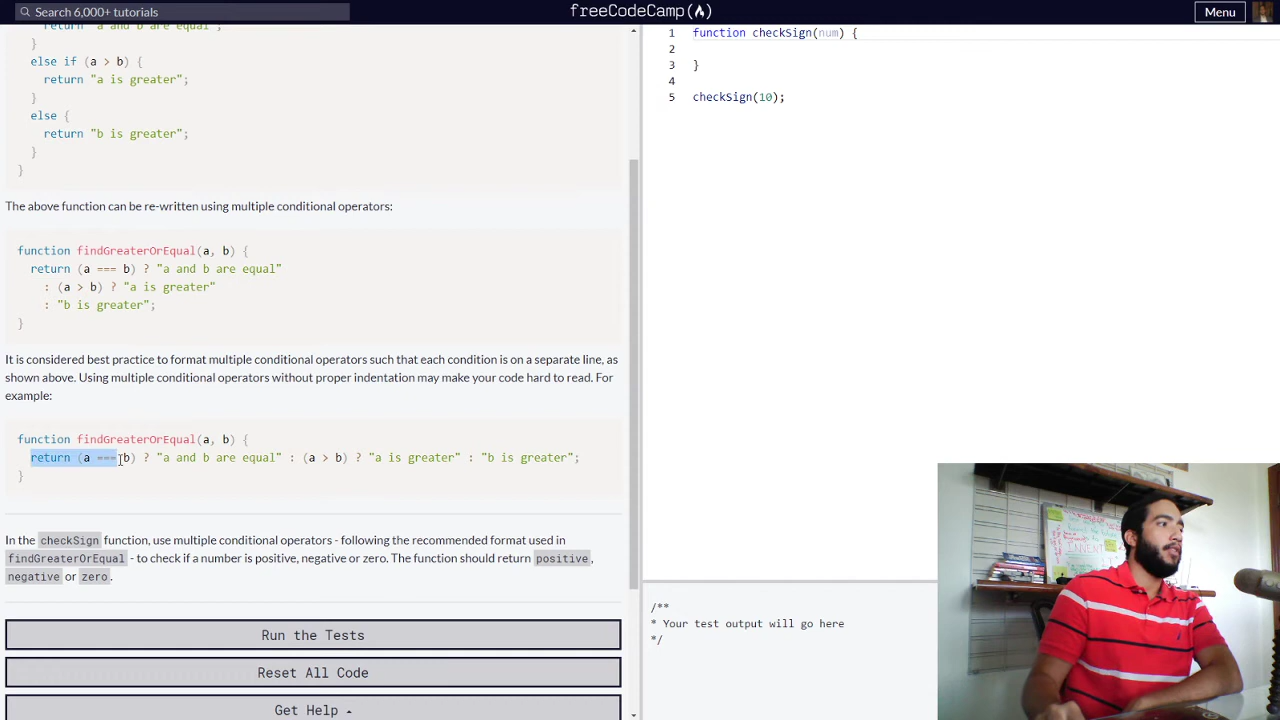 Search 6,000+ tutorials
freeCodeCamp
Menu
return "a and b are equal";
}
else if (a > b) {
return "a is greater";
}
else {
return "b is greater";
}
}
The above function can be re-written using multiple conditional operators:
function findGreaterOrEqual(a, b) {
return (a === b) ? "a and b are equal"
: (a > b) ? "a is greater"
: "b is greater";
}
It is considered best practice to format multiple conditional operators such that each condition is on a separate line, as
shown above. Using multiple conditional operators without proper indentation may make your code hard to read. For
example:
function findGreaterOrEqual(a, b) {
return (a === b) ? "a and b are equal" : (a > b) ? "a is greater" : "b is greater";
}
In the checkSign function, use multiple conditional operators - following the recommended format used in
findGreaterOrEqual - to check if a number is positive, negative or zero. The function should return positive,
negative or zero.
Run the Tests
Reset All Code
Get Help
1 function checkSign(num) {
2
3 }
4
5 checkSign(10);
/**
* Your test output will go here
*/
INVENT